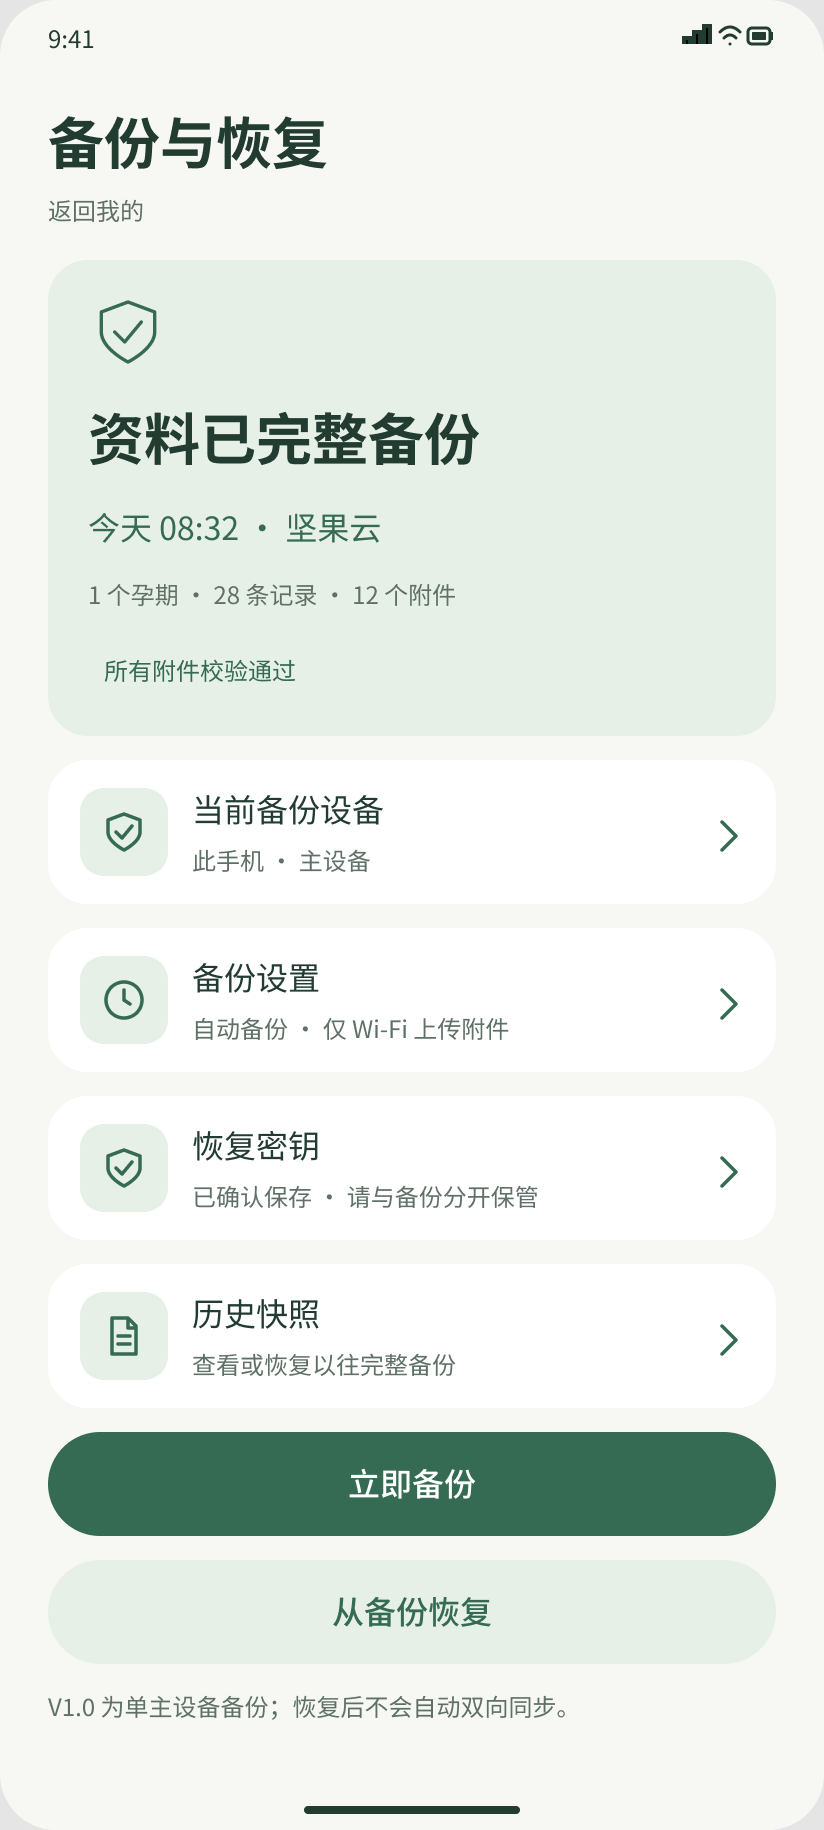 9:41
备份与恢复
返回我的
资料已完整备份
今天 08:32 · 坚果云
1 个孕期 · 28 条记录 · 12 个附件
所有附件校验通过
当前备份设备
此手机 · 主设备
备份设置
自动备份 · 仅 Wi-Fi 上传附件
恢复密钥
已确认保存 · 请与备份分开保管
历史快照
查看或恢复以往完整备份
立即备份
从备份恢复
V1.0 为单主设备备份；恢复后不会自动双向同步。